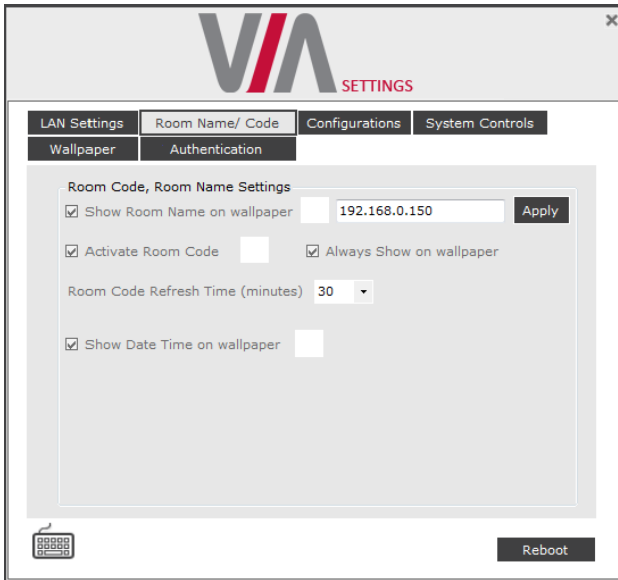 VIA SETTINGS
LAN Settings Room Name/ Code Configurations System Controls
Wallpaper Authentication
Room Code, Room Name Settings
Show Room Name on wallpaper 192.168.0.150 Apply
Activate Room Code Always Show on wallpaper
Room Code Refresh Time (minutes) 30
Show Date Time on wallpaper
Reboot